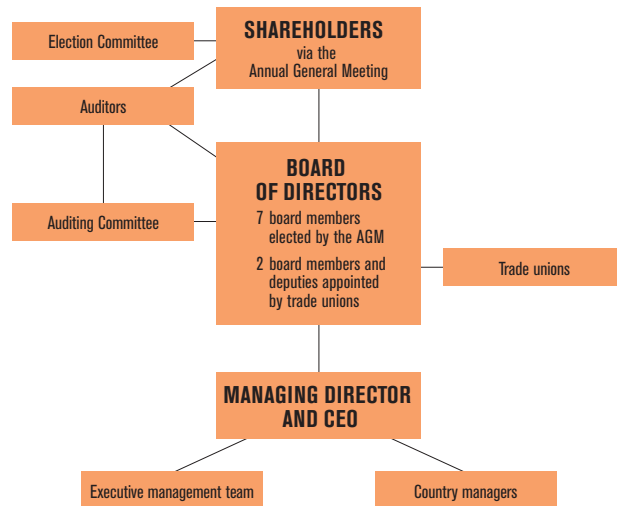 Election Committee
SHAREHOLDERS
via the
Annual General Meeting
Auditors
Auditing Committee
BOARD
OF DIRECTORS
7 board members
elected by the AGM
2 board members and
deputies appointed
by trade unions
Trade unions
MANAGING DIRECTOR
AND CEO
Executive management team
Country managers